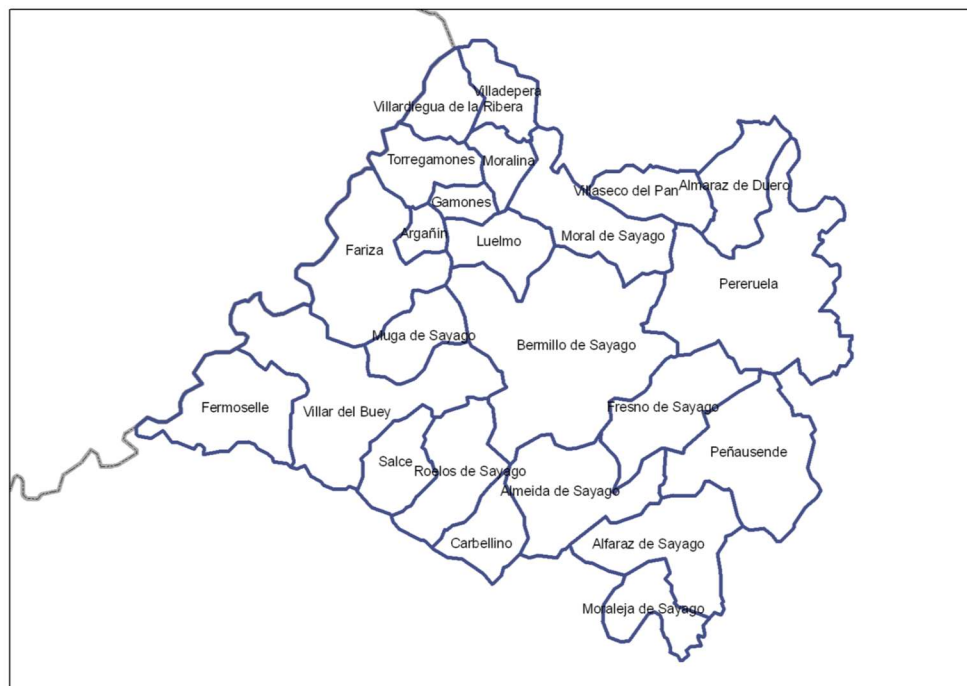 Villadepera
Villardiegua de la Ribera
Torregamones
Moralina
Villaseco del Pan
Almaraz de Duero
Gamones
Argañín
Luelmo
Moral de Sayago
Fariza
Pereruela
Muga de Sayago
Bermillo de Sayago
Fermoselle
Villar del Buey
Fresno de Sayago
Peñausende
Salce
Roelos de Sayago
Almeida de Sayago
Carbellino
Alfaraz de Sayago
Moraleja de Sayago